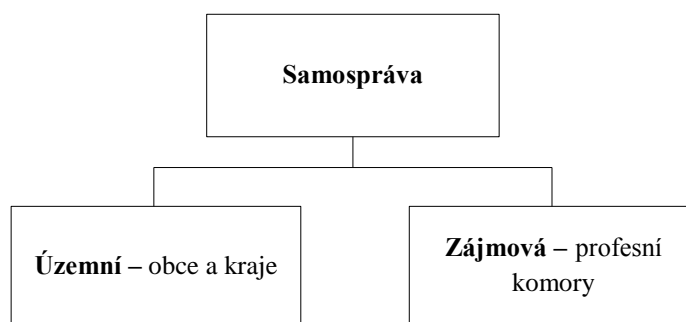 Samospráva
Územní – obce a kraje
Zájmová – profesní
komory